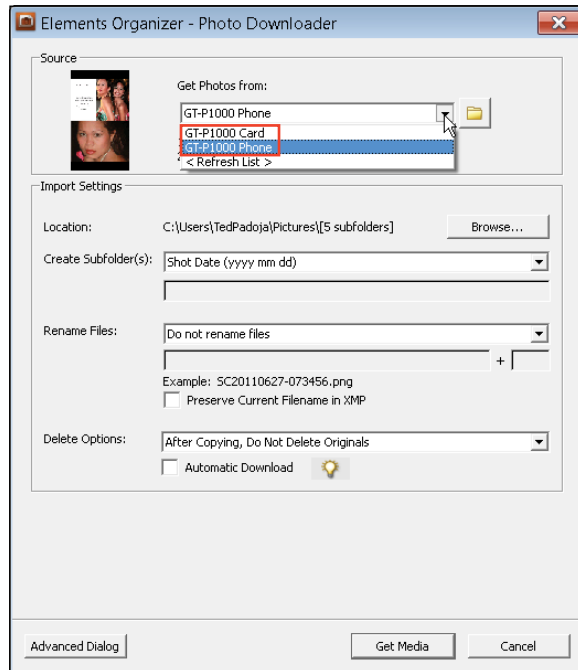 Elements Organizer - Photo Downloader
Source
Get Photos from:
GT-P1000 Phone
GT-P1000 Card
GT-P1000 Phone
< Refresh List >
Import Settings
Location: C:\Users\TedPadoja\Pictures\[5 subfolders] Browse...
Create Subfolder(s): Shot Date (yyyy mm dd)
Rename Files: Do not rename files
+
Example: SC20110627-073456.png
Preserve Current Filename in XMP
Delete Options: After Copying, Do Not Delete Originals
Automatic Download
Advanced Dialog Get Media Cancel